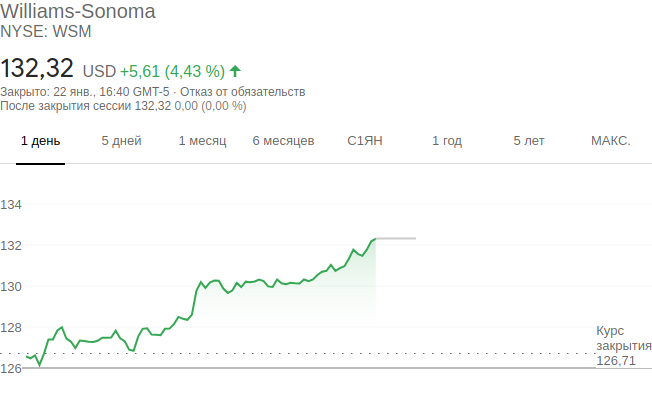 Williams-Sonoma
NYSE: WSM
132,32 USD +5,61 (4,43 %)
Закрыто: 22 янв., 16:40 GMT-5 · Отказ от обязательств
После закрытия сессии 132,32 0,00 (0,00 %)
1 день 5 дней 1 месяц 6 месяцев С1ЯН 1 год 5 лет МАКС.
134
132
130
128
126
Курс
закрытия
126,71